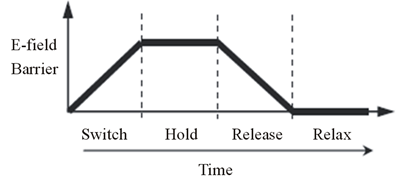 E-field
Barrier
Switch Hold Release Relax
Time